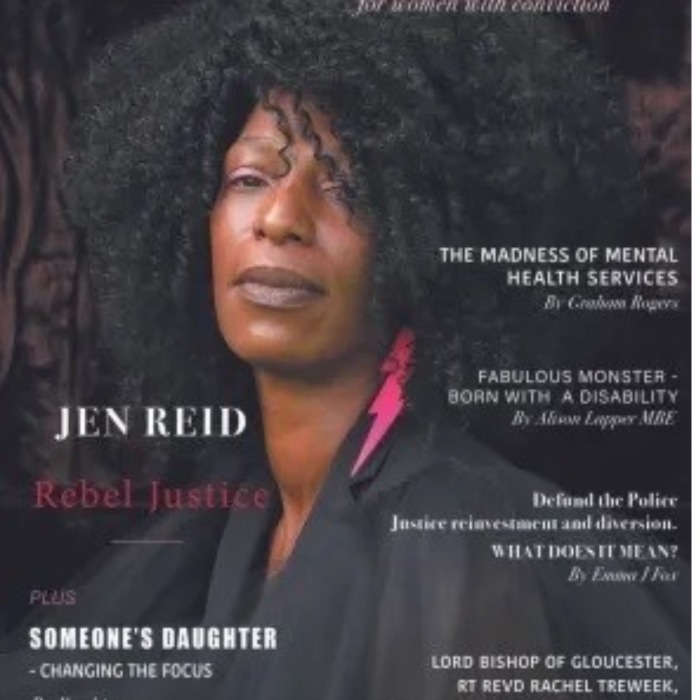 for women with conviction
THE MADNESS OF MENTAL
HEALTH SERVICES
By Graham Rogers
FABULOUS MONSTER -
BORN WITH A DISABILITY
By Alison Lapper MBE
JEN REID
Rebel Justice
Defund the Police
Justice reinvestment and diversion.
WHAT DOES IT MEAN?
By Emma J Fox
PLUS
SOMEONE'S DAUGHTER
- CHANGING THE FOCUS
LORD BISHOP OF GLOUCESTER,
RT REVD RACHEL TREWEEK,